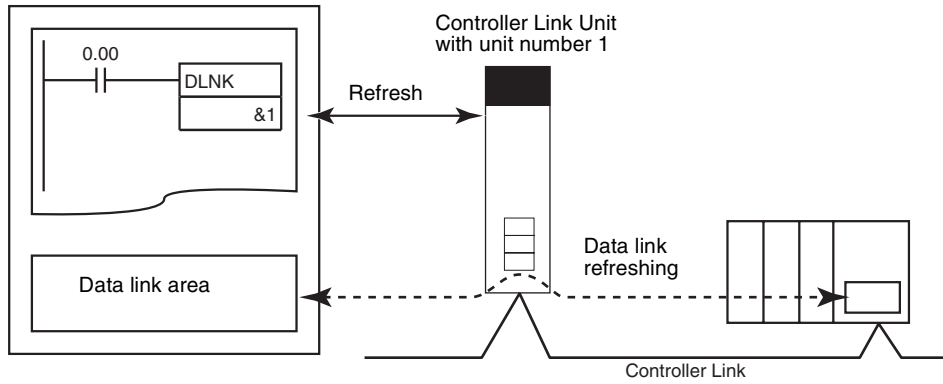 Controller Link Unit
with unit number 1
0.00
DLNK
&1
Refresh
Data link area
Data link
refreshing
Controller Link